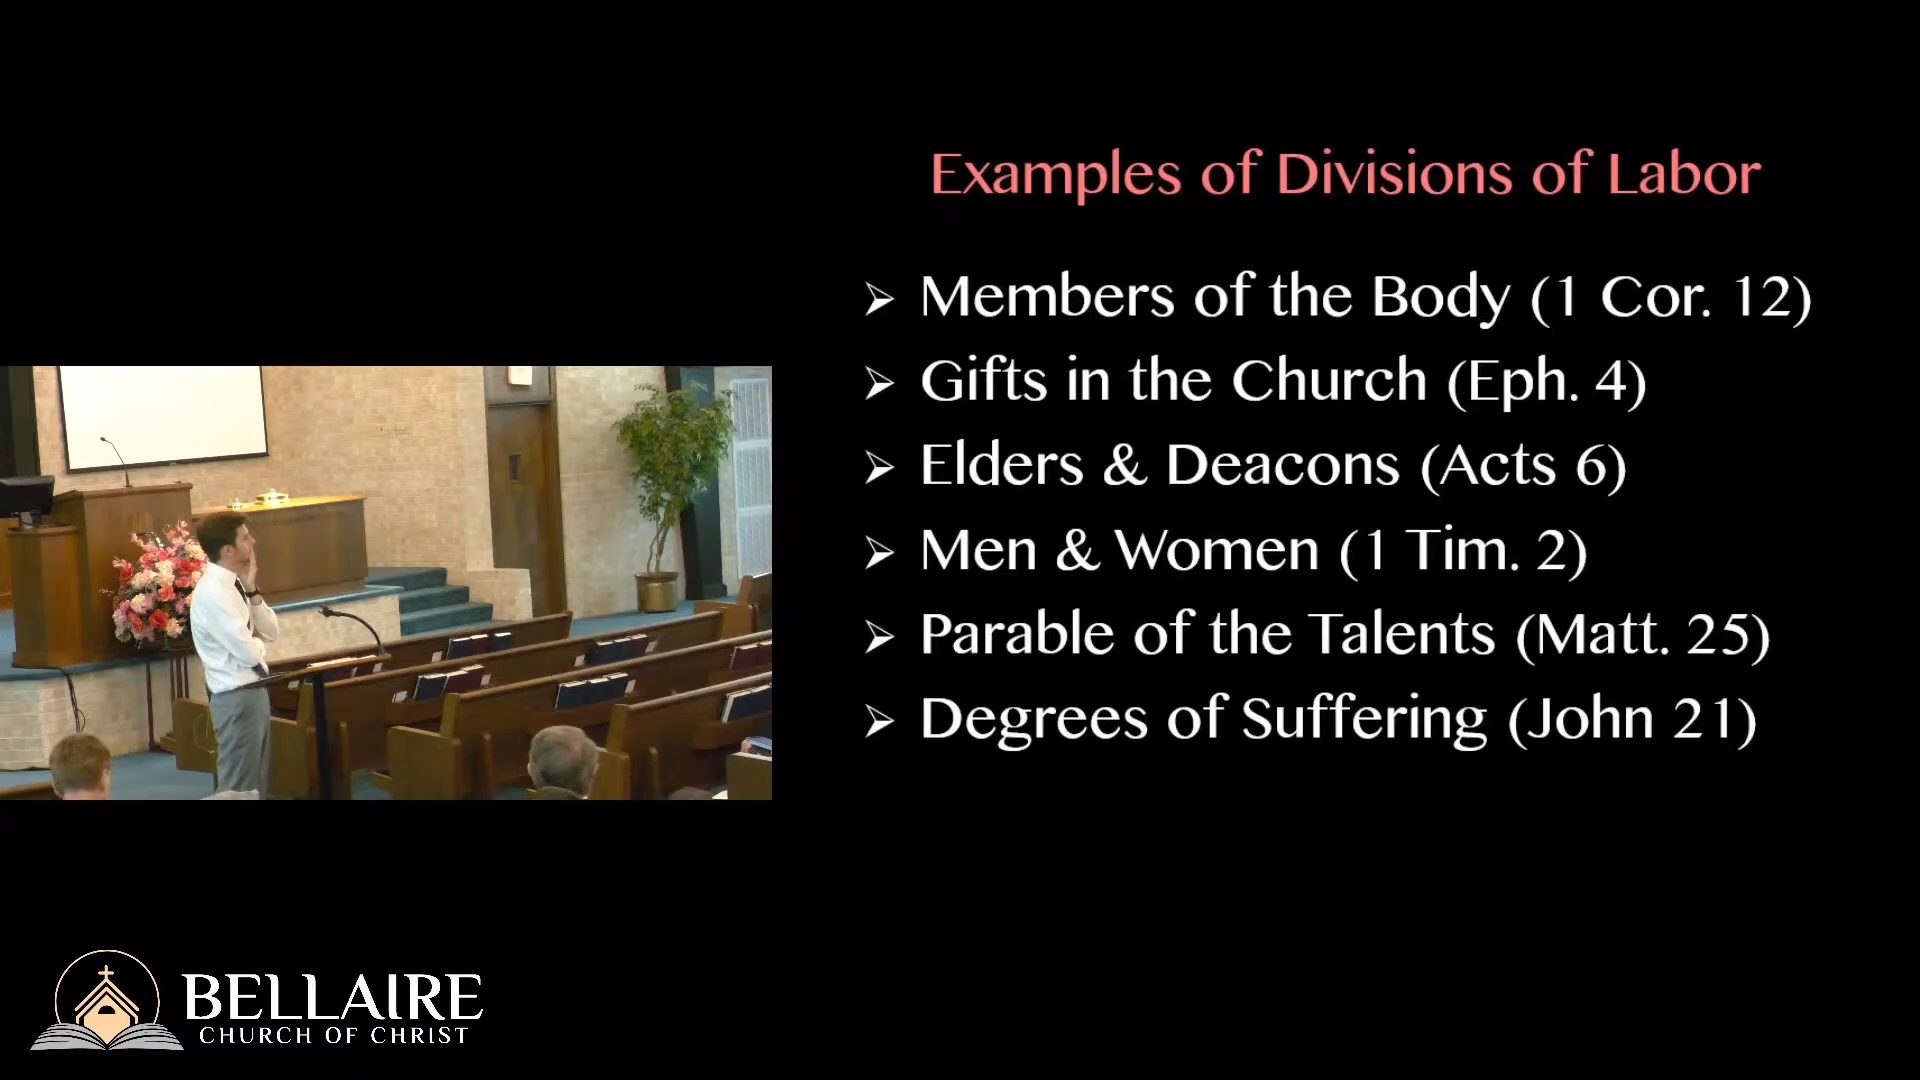 Examples of Divisions of Labor
Members of the Body (1 Cor. 12)
Gifts in the Church (Eph. 4)
Elders & Deacons (Acts 6)
Men & Women (1 Tim. 2)
Parable of the Talents (Matt. 25)
Degrees of Suffering (John 21)
BELLAIRE
CHURCH OF CHRIST